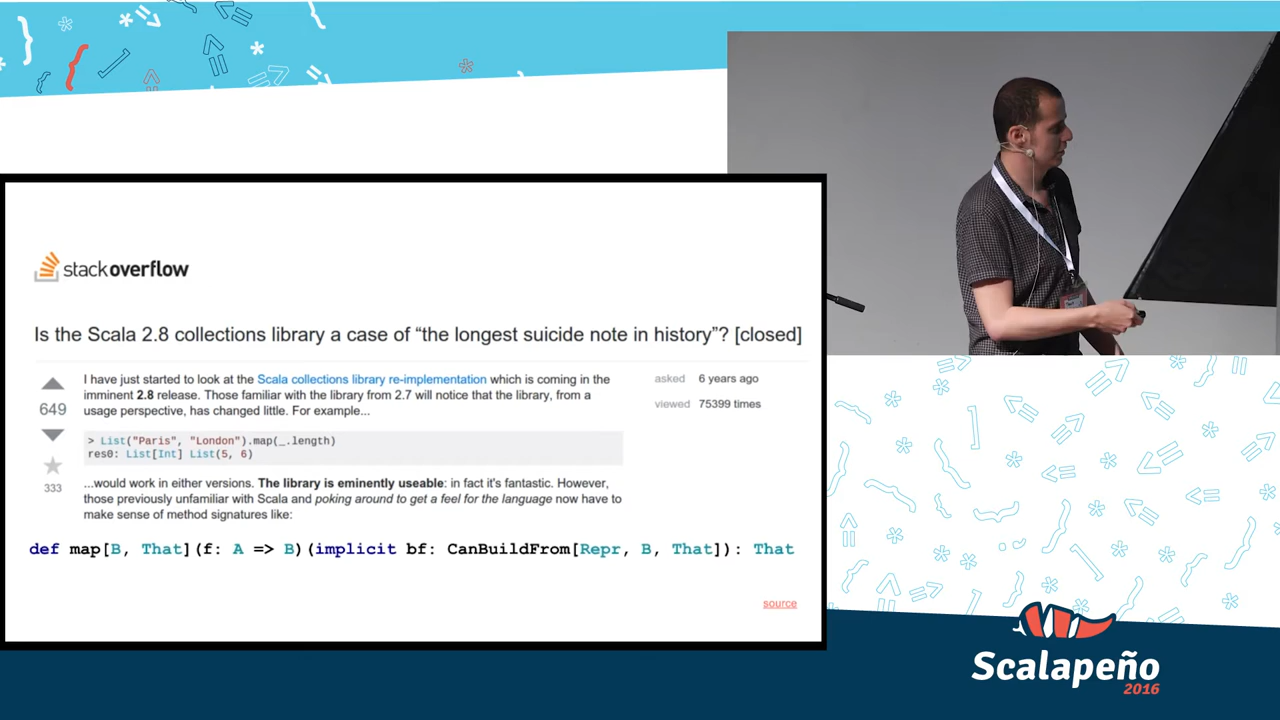 stackoverflow
Is the Scala 2.8 collections library a case of “the longest suicide note in history”? [closed]
I have just started to look at the Scala collections library re-implementation which is coming in the
imminent 2.8 release. Those familiar with the library from 2.7 will notice that the library, from a
usage perspective, has changed little. For example...
649
333
asked 6 years ago
viewed 75399 times
> List("Paris", "London").map(_.length)
res0: List[Int] List(5, 6)
...would work in either versions. The library is eminently useable: in fact it's fantastic. However,
those previously unfamiliar with Scala and poking around to get a feel for the language now have to
make sense of method signatures like:
def map[B, That](f: A => B)(implicit bf: CanBuildFrom[Repr, B, That]): That
source
Scalapeño
2016